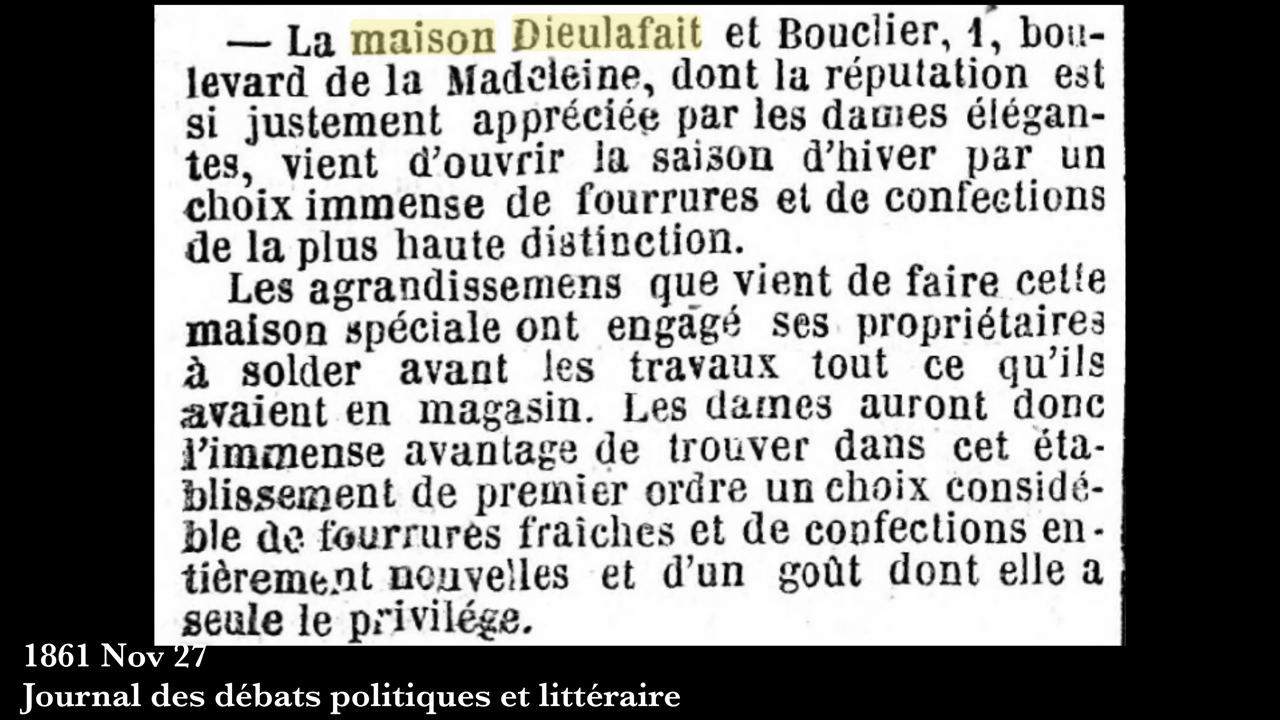 — La maison Dieulafait et Bouclier, 1, bou-
levard de la Madeleine, dont la réputation est
si justement appréciée par les dames élégan-
tes, vient d'ouvrir la saison d'hiver par un
choix immense de fourrures et de confections
de la plus haute distinction.
Les agrandissemens que vient de faire cette
maison spéciale ont engagé ses propriétaires
à solder avant les travaux tout ce qu'ils
avaient en magasin. Les dames auront donc
l'immense avantage de trouver dans cet éta-
blissement de premier ordre un choix considé-
ble de fourrures fraîches et de confections en-
tièrement nouvelles et d'un goût dont elle a
seule le privilége.
1861 Nov 27
Journal des débats politiques et littéraire